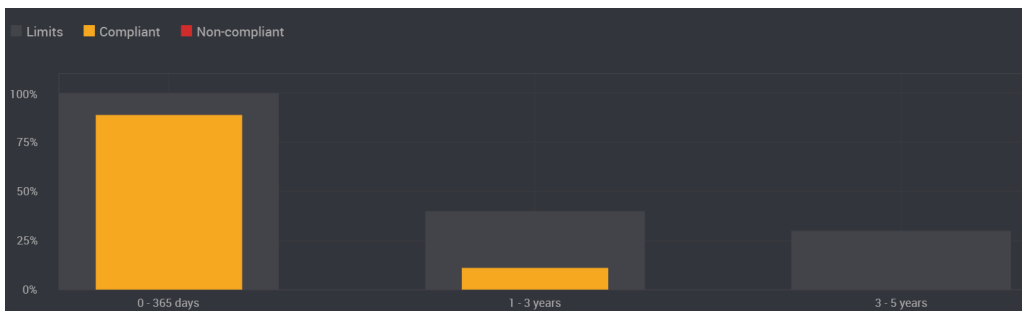 Limits Compliant Non-compliant
100%
75%
50%
25%
0%
0 - 365 days 1 - 3 years 3 - 5 years